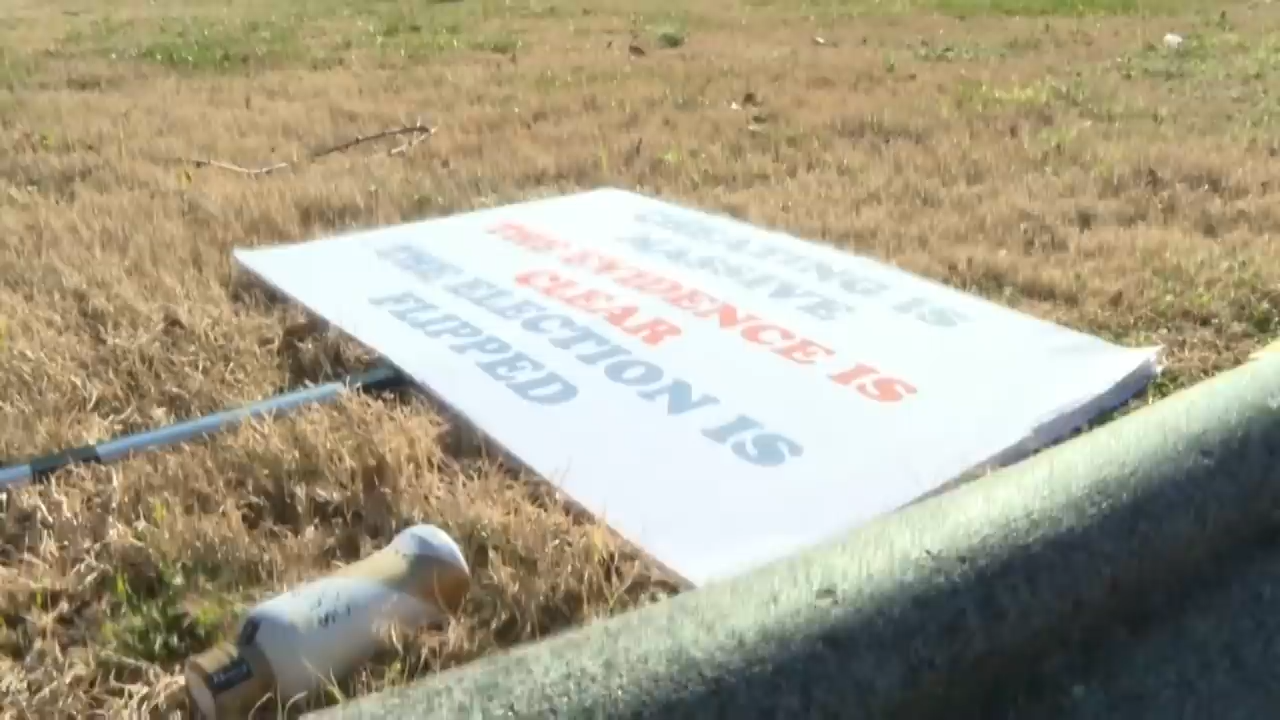 CHEATING IS
MASSIVE
THE EVIDENCE IS
CLEAR
THE ELECTION IS
FLIPPED